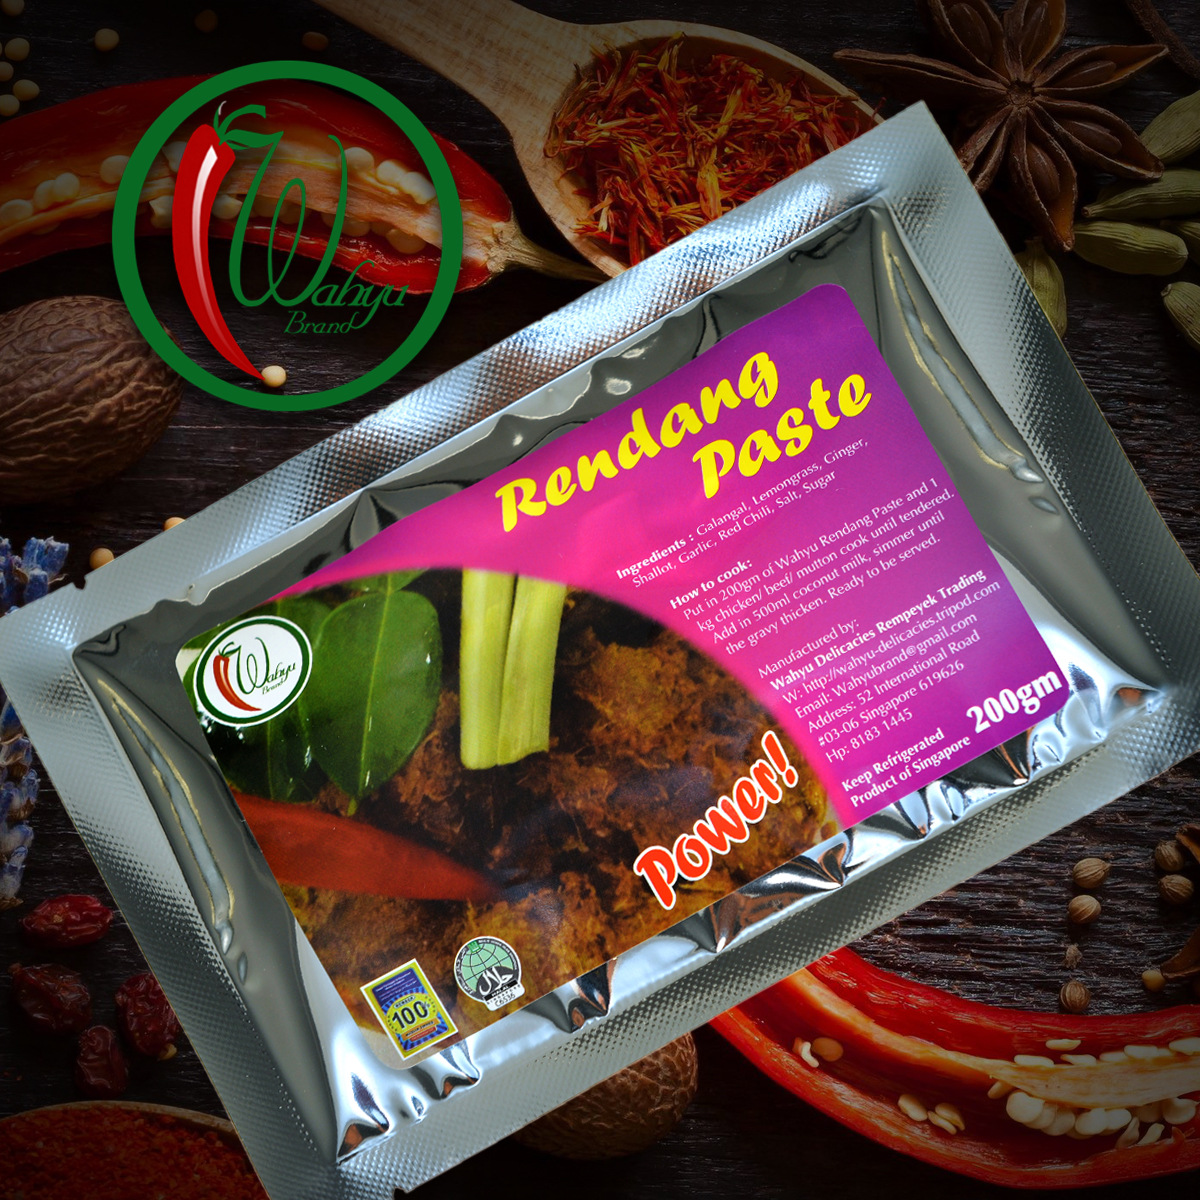 Wahyu
Brand
Rendang
Paste
Ingredients : Galangal, Lemongrass, Ginger,
Shallot, Garlic, Red Chili, Salt, Sugar
How to cook:
Put in 200gm of Wahyu Rendang Paste and 1
kg chicken/ beef/ mutton cook until tendered.
Add in 500ml coconut milk, simmer until
the gravy thicken. Ready to be served.
Manufactured by:
Wahyu Delicacies Rempeyek Trading
W: http://wahyu-delicacies.tripod.com
Email: Wahyubrand@gmail.com
Address: 52 International Road
#03-06 Singapore 619626
Hp: 8183 1445
Keep Refrigerated
Product of Singapore
200gm
Wahyu
Brand
Power!
100%
حلال